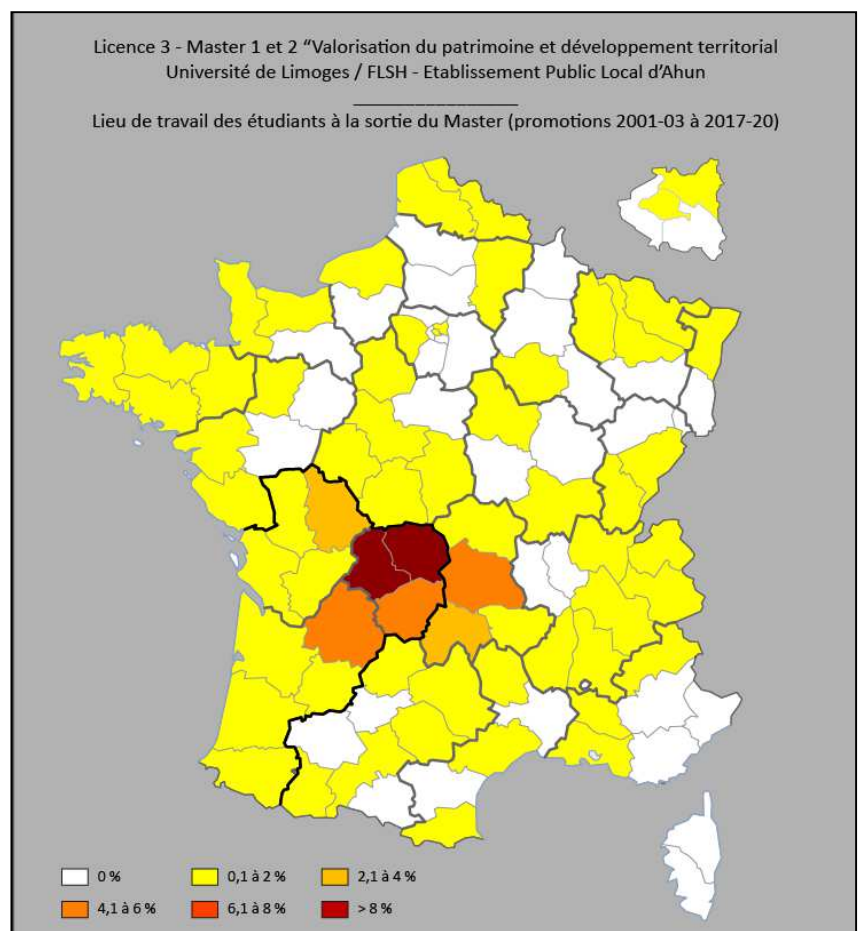 Licence 3 - Master 1 et 2 “Valorisation du patrimoine et développement territorial
Université de Limoges / FLSH - Etablissement Public Local d’Ahun
Lieu de travail des étudiants à la sortie du Master (promotions 2001-03 à 2017-20)
0 %
0,1 à 2 %
2,1 à 4 %
4,1 à 6 %
6,1 à 8 %
> 8 %